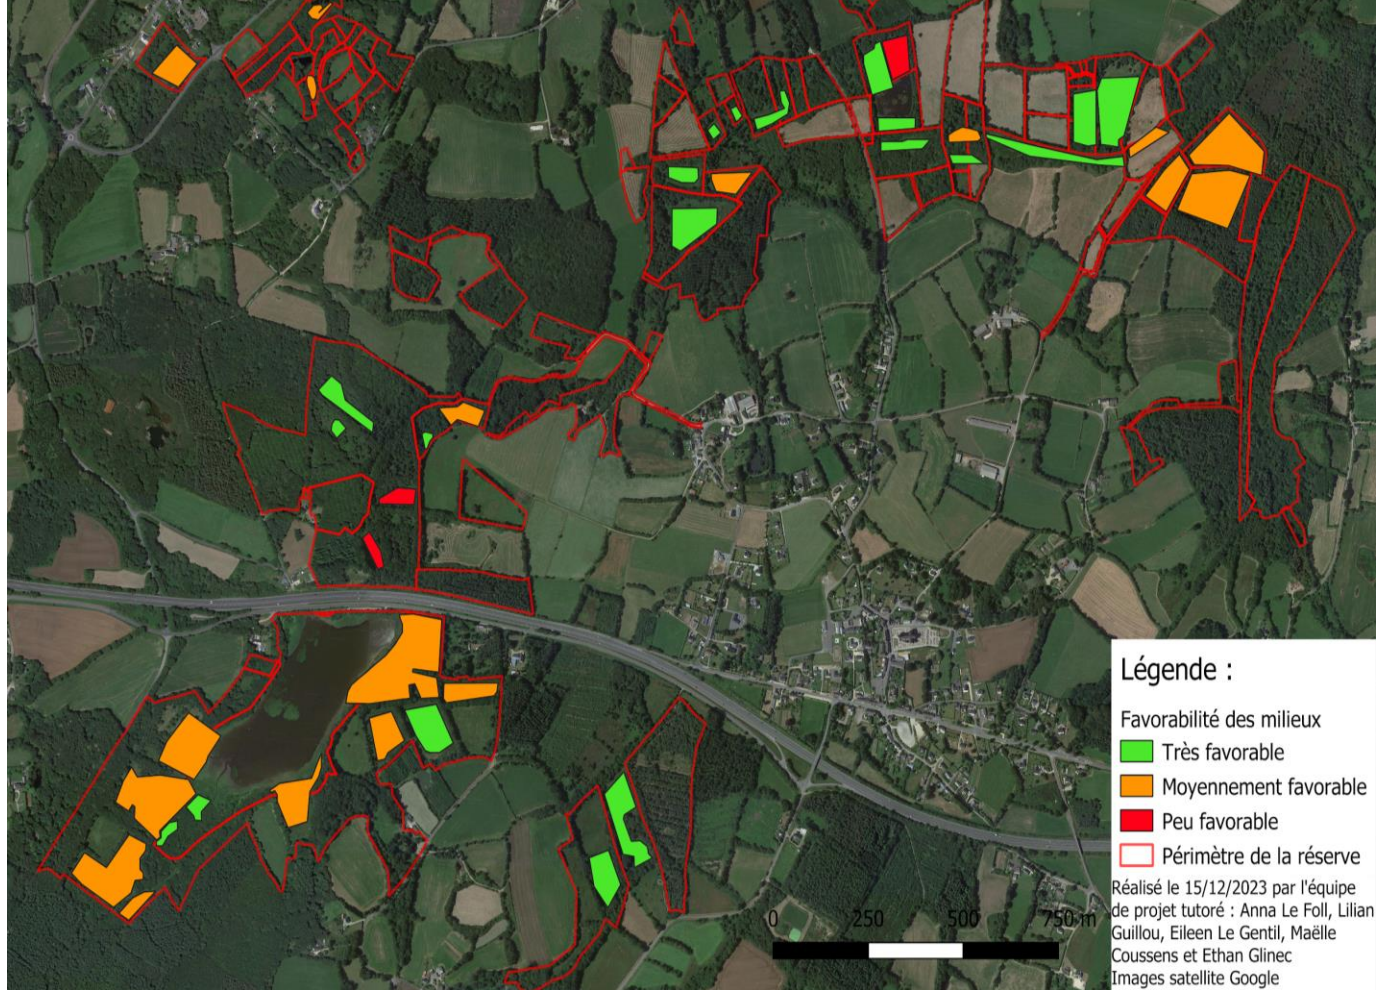 Légende :
Favorabilité des milieux
Très favorable
Moyennement favorable
Peu favorable
Périmètre de la réserve
Réalisé le 15/12/2023 par l'équipe
de projet tutoré : Anna Le Foll, Lilian
Guillou, Eileen Le Gentil, Maëlle
Coussens et Ethan Glinec
Images satellite Google
0 250 500 750 m